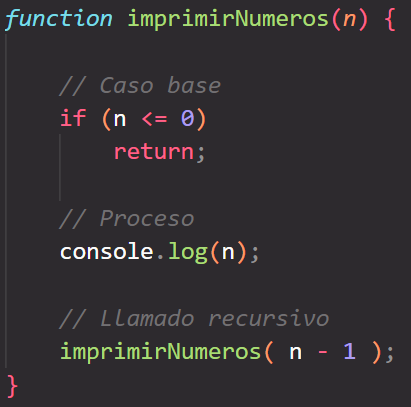 function imprimirNumeros(n) {
// Caso base
if (n <= 0)
return;
// Proceso
console.log(n);
// Llamado recursivo
imprimirNumeros( n - 1 );
}